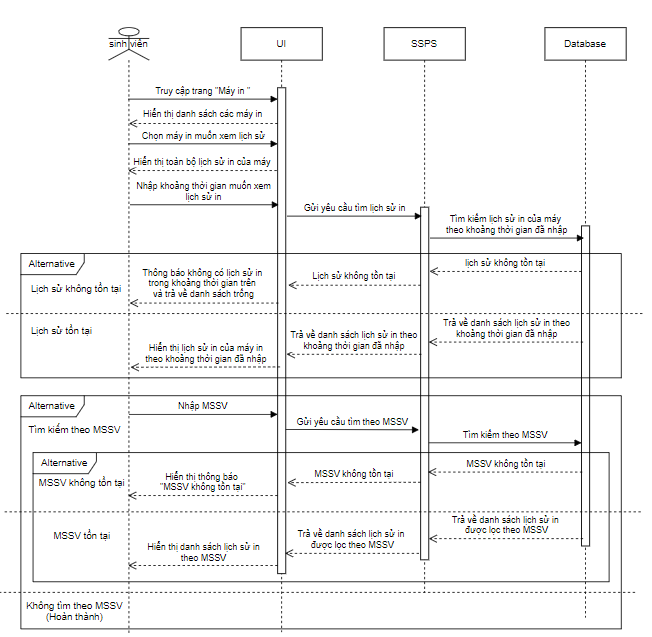 sinh viên
UI
SSPS
Database
Truy cập trang "Máy in "
Hiển thị danh sách các máy in
Chọn máy in muốn xem lịch sử
Hiển thị toàn bộ lịch sử in của máy
Nhập khoảng thời gian muốn xem
lịch sử in
Gửi yêu cầu tìm lịch sử in
Tìm kiếm lịch sử in của máy
theo khoảng thời gian đã nhập
Alternative
lịch sử không tồn tại
Lịch sử không tồn tại
Thông báo không có lịch sử in
trong khoảng thời gian trên
và trả về danh sách trống
Lịch sử không tồn tại
Lịch sử tồn tại
Trả về danh sách lịch sử in theo
khoảng thời gian đã nhập
Trả về danh sách lịch sử in theo
khoảng thời gian đã nhập
Hiển thị lịch sử in của máy
theo khoảng thời gian đã nhập
Alternative
Nhập MSSV
Tìm kiếm theo MSSV
Gửi yêu cầu tìm theo MSSV
Tìm kiếm theo MSSV
Alternative
MSSV không tồn tại
MSSV không tồn tại
MSSV không tồn tại
Hiển thị thông báo
"MSSV không tồn tại"
MSSV tồn tại
Trả về danh sách lịch sử in
được lọc theo MSSV
Trả về danh sách lịch sử in
được lọc theo MSSV
Hiển thị danh sách lịch sử in
theo MSSV
Không tìm theo MSSV
(Hoàn thành)